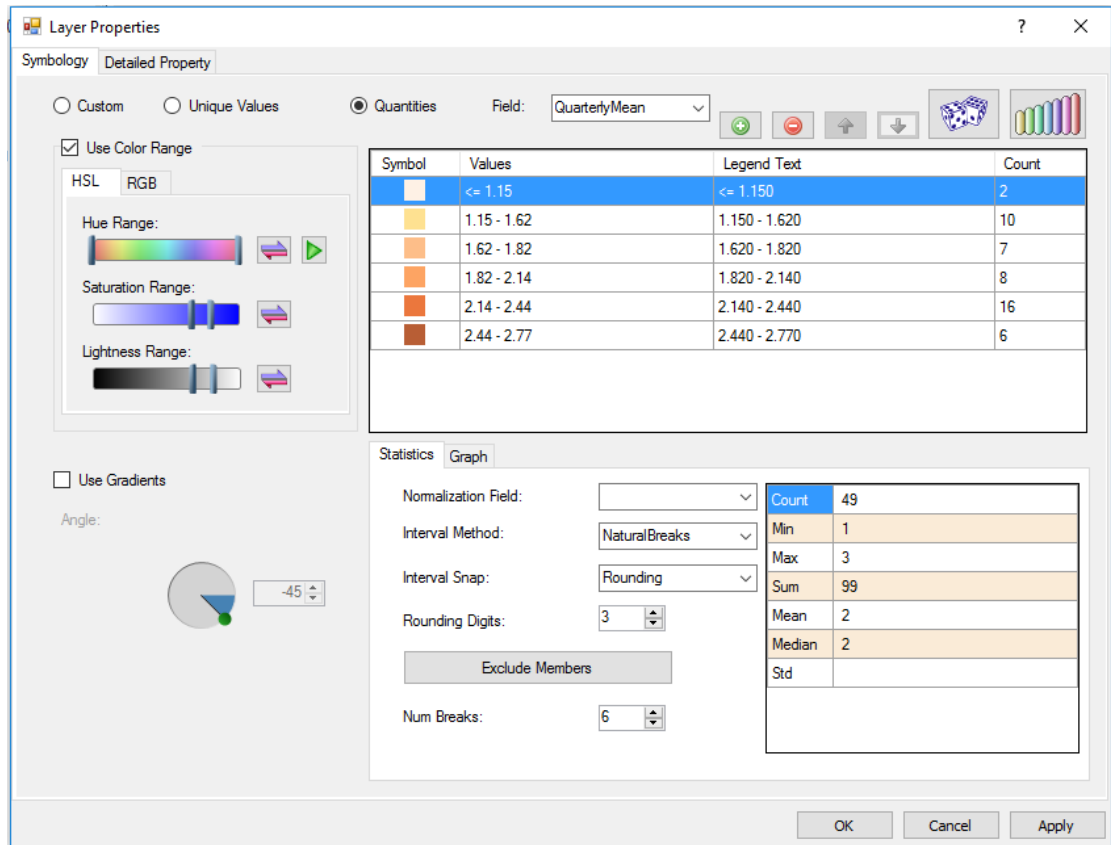 Layer Properties ? ×
Symbology Detailed Property
Custom Unique Values Quantities Field: QuarterlyMean
Use Color Range
HSL RGB
Hue Range:
Saturation Range:
Lightness Range:
Symbol Values Legend Text Count
<= 1.15 <= 1.150 2
1.15 - 1.62 1.150 - 1.620 10
1.62 - 1.82 1.620 - 1.820 7
1.82 - 2.14 1.820 - 2.140 8
2.14 - 2.44 2.140 - 2.440 16
2.44 - 2.77 2.440 - 2.770 6
Use Gradients
Angle:
-45
Statistics Graph
Normalization Field:
Interval Method: NaturalBreaks
Interval Snap: Rounding
Rounding Digits: 3
Exclude Members
Num Breaks: 6
Count 49
Min 1
Max 3
Sum 99
Mean 2
Median 2
Std
OK Cancel Apply